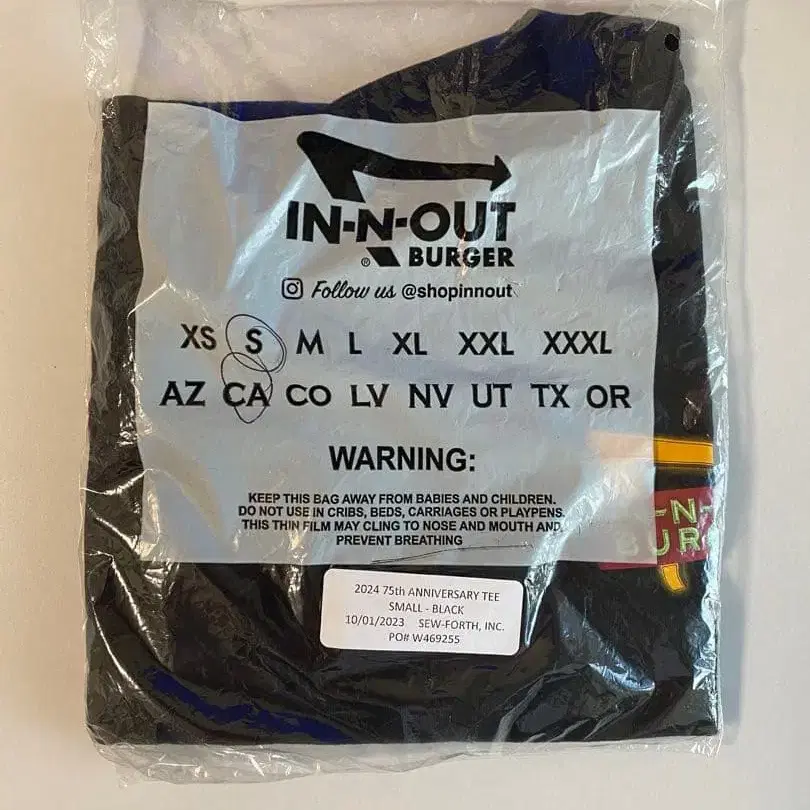 IN-N-OUT
® BURGER
Follow us @shopinnout
XS S M L XL XXL XXXL
AZ CA CO LV NV UT TX OR
WARNING:
KEEP THIS BAG AWAY FROM BABIES AND CHILDREN.
DO NOT USE IN CRIBS, BEDS, CARRIAGES OR PLAYPENS.
THIS THIN FILM MAY CLING TO NOSE AND MOUTH AND
PREVENT BREATHING
-N-
BUR
2024 75th ANNIVERSARY TEE
SMALL - BLACK
10/01/2023 SEW-FORTH, INC.
PO# W469255